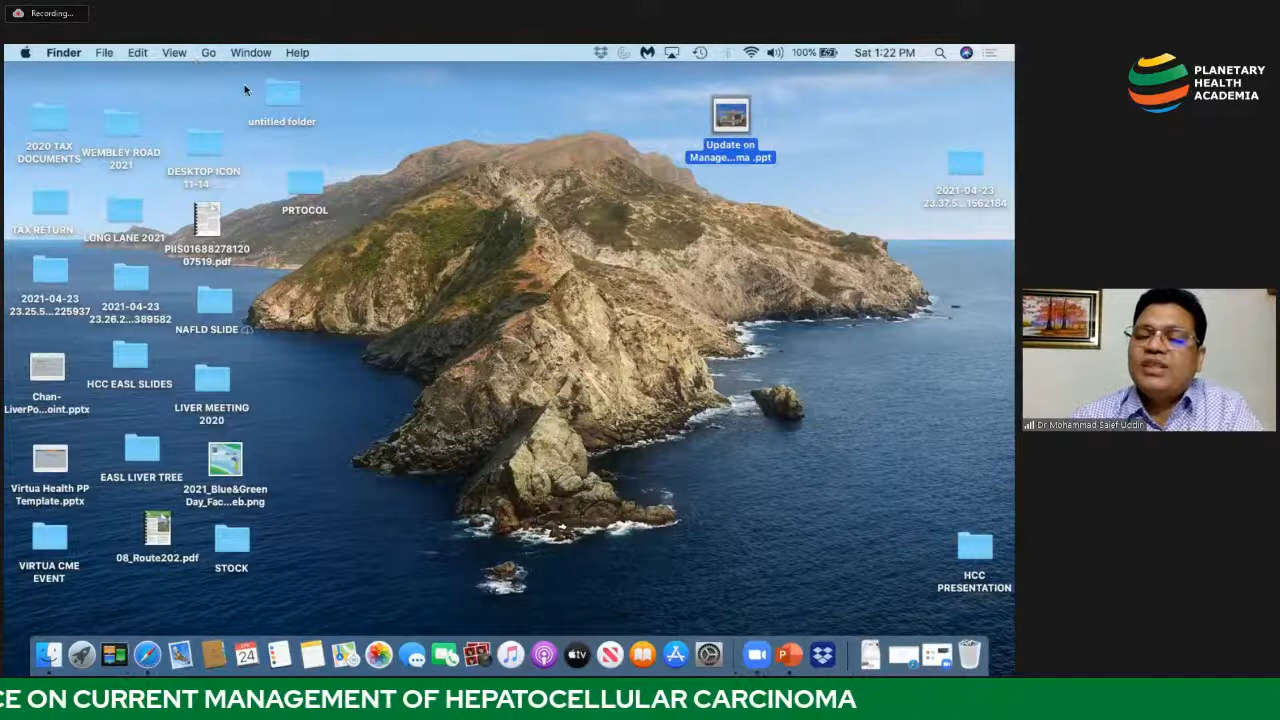 Recording...
Finder File Edit View Go Window Help
100% Sat 1:22 PM
PLANETARY
HEALTH
ACADEMIA
untitled folder
Update on
Manage...ma .ppt
2020 TAX
DOCUMENTS
WEMBLEY ROAD
2021
DESKTOP ICON
11-14
PRTOCOL
2021-04-23
23.37.5...1562184
TAX RETURN
LONG LANE 2021
PIIS01688278120
07519.pdf
2021-04-23
23.25.5...225937
2021-04-23
23.26.2...389582
NAFLD SLIDE
Chan-
LiverPo...oint.pptx
HCC EASL SLIDES
LIVER MEETING
2020
Dr Mohammad Saief Uddin
Virtua Health PP
Template.pptx
EASL LIVER TREE
2021_Blue&Green
Day_Fac...eb.png
VIRTUA CME
EVENT
08_Route202.pdf
STOCK
HCC
PRESENTATION
24
tv
CE ON CURRENT MANAGEMENT OF HEPATOCELLULAR CARCINOMA